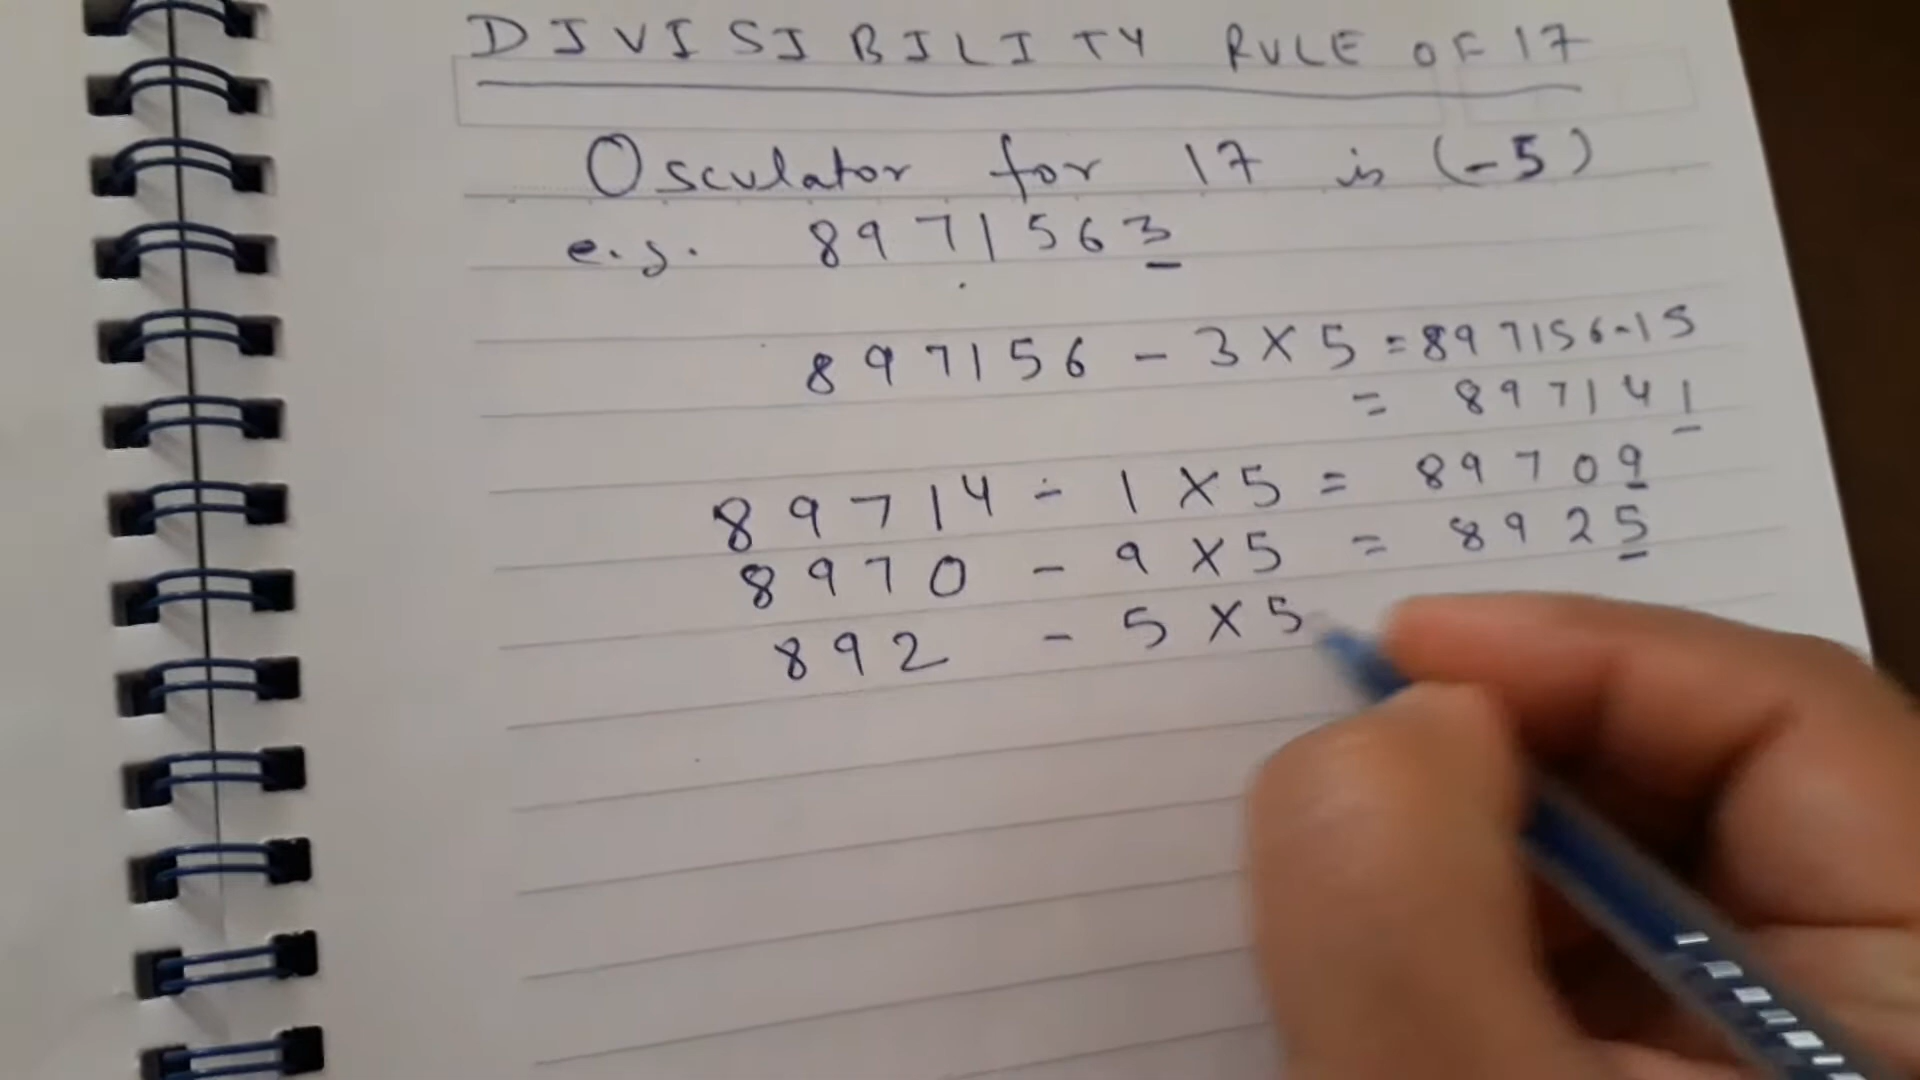 DIVISIBILITY RULE OF 17
Osculator for 17 is (-5)
e.g. 8971563
897156 - 3 X 5 = 897156-15
= 897141
89714 - 1 X 5 = 89709
8970 - 9 X 5 = 8925
892 - 5 X 5